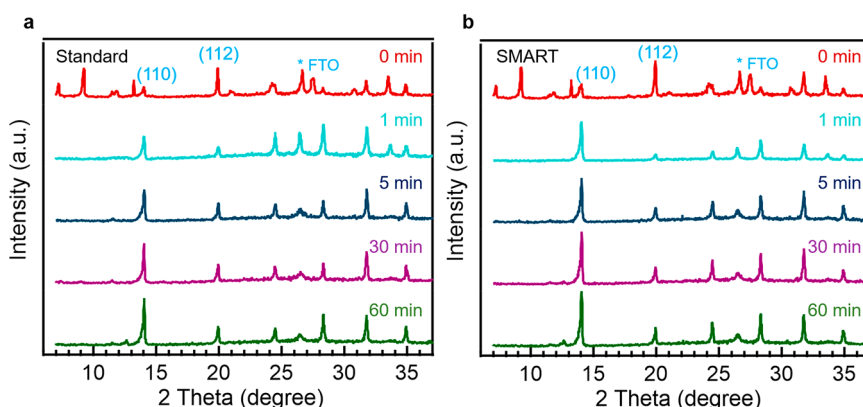 a
Standard
(110)
(112)
* FTO
0 min
1 min
5 min
30 min
60 min
Intensity (a.u.)
10 15 20 25 30 35
2 Theta (degree)
b
SMART
(110)
(112)
* FTO
0 min
1 min
5 min
30 min
60 min
Intensity (a.u.)
10 15 20 25 30 35
2 Theta (degree)